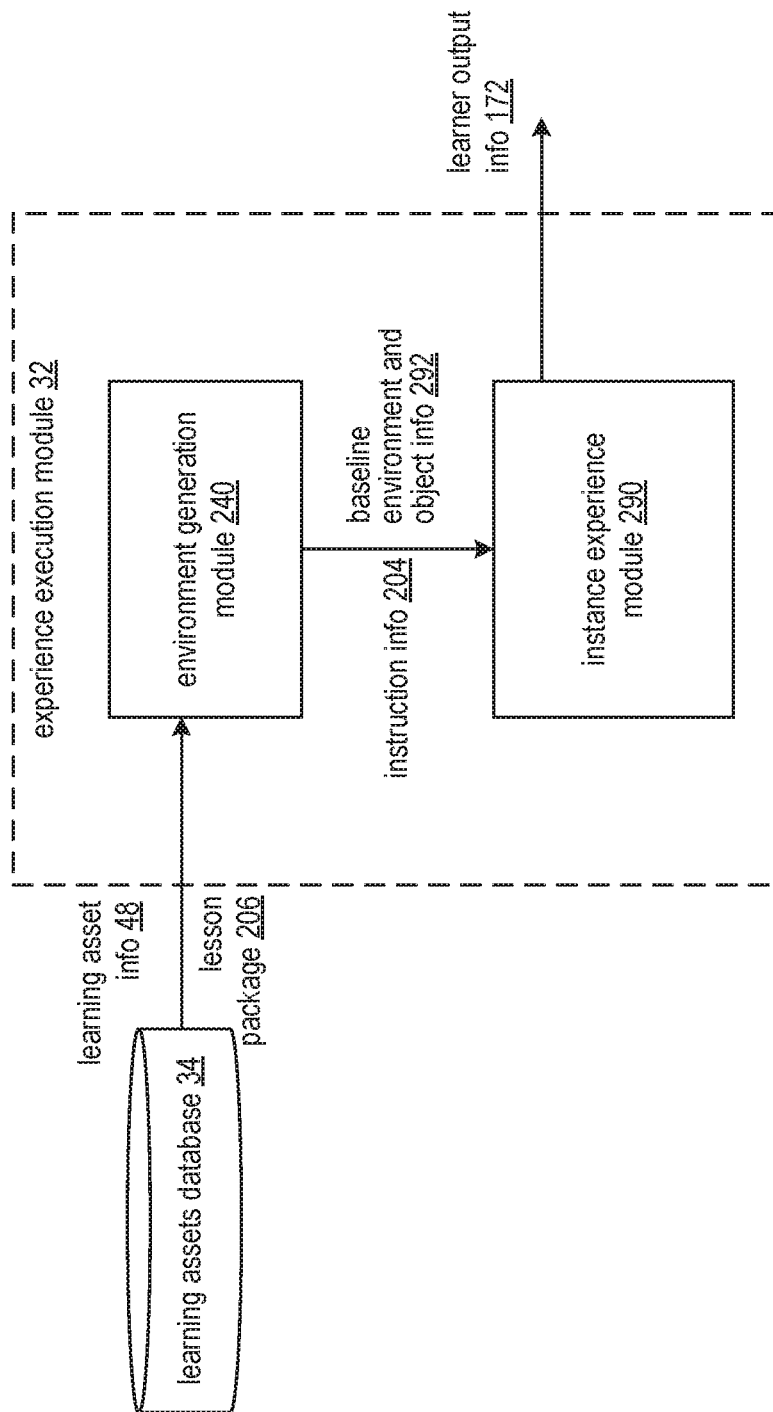 learning assets database 34
learning asset
info 48
lesson
package 206
experience execution module 32
environment generation
module 240
instruction info 204
baseline
environment and
object info 292
instance experience
module 290
learner output
info 172